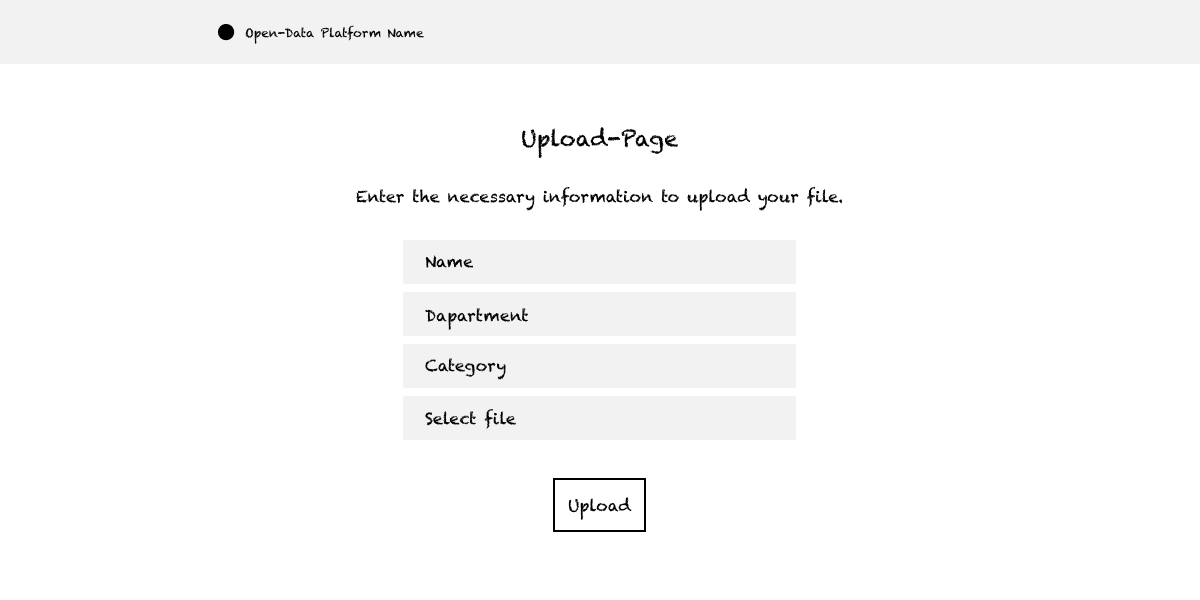 Open-Data Platform Name
Upload-Page
Enter the necessary information to upload your file.
Name
Dapartment
Category
Select file
Upload